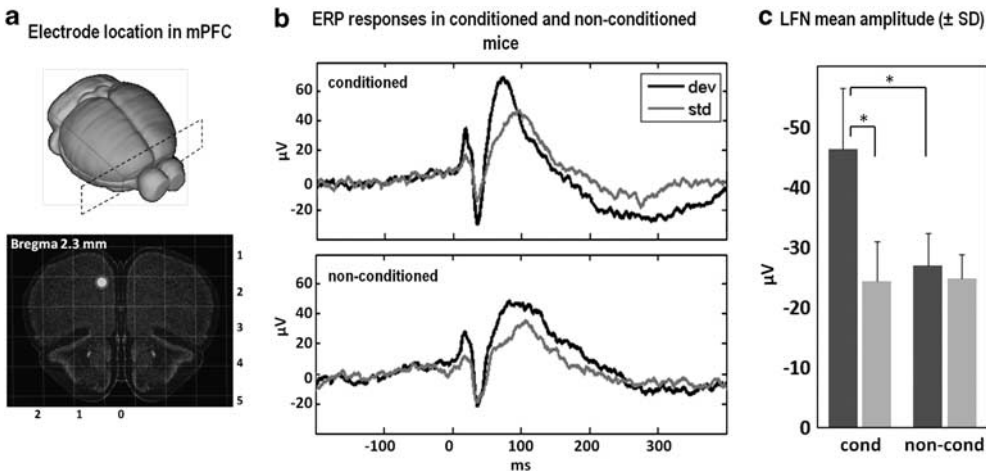 a
Electrode location in mPFC
Bregma 2.3 mm
1
2
3
4
5
2 1 0
b
ERP responses in conditioned and non-conditioned
mice
conditioned
dev
std
60
40
20
0
-20
µV
non-conditioned
60
40
20
0
-20
µV
-100 0 100 200 300
ms
c
LFN mean amplitude (± SD)
*
*
-50
-40
-30
-20
-10
0
µV
cond non-cond